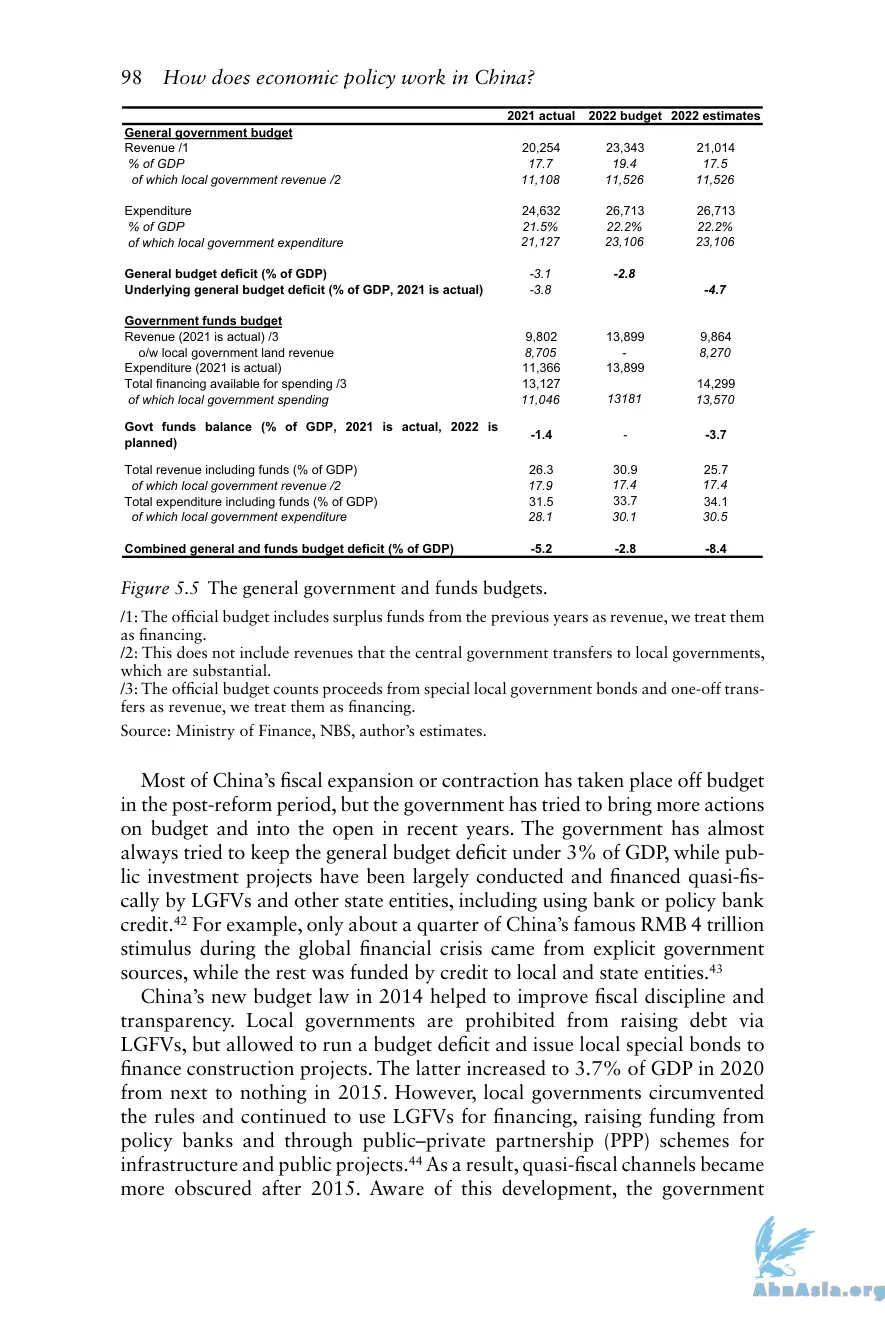 98 How does economic policy work in China?
2021 actual 2022 budget 2022 estimates
General government budget
Revenue /1 20,254 23,343 21,014
% of GDP 17.7 19.4 17.5
of which local government revenue /2 11,108 11,526 11,526
Expenditure 24,632 26,713 26,713
% of GDP 21.5% 22.2% 22.2%
of which local government expenditure 21,127 23,106 23,106
General budget deficit (% of GDP) -3.1 -2.8
Underlying general budget deficit (% of GDP, 2021 is actual) -3.8 -4.7
Government funds budget
Revenue (2021 is actual) /3 9,802 13,899 9,864
o/w local government land revenue 8,705 - 8,270
Expenditure (2021 is actual) 11,366 13,899
Total financing available for spending /3 13,127 14,299
of which local government spending 11,046 13181 13,570
Govt funds balance (% of GDP, 2021 is actual, 2022 is
planned) -1.4 - -3.7
Total revenue including funds (% of GDP) 26.3 30.9 25.7
of which local government revenue /2 17.9 17.4 17.4
Total expenditure including funds (% of GDP) 31.5 33.7 34.1
of which local government expenditure 28.1 30.1 30.5
Combined general and funds budget deficit (% of GDP) -5.2 -2.8 -8.4
Figure 5.5 The general government and funds budgets.
/1: The official budget includes surplus funds from the previous years as revenue, we treat them
as financing.
/2: This does not include revenues that the central government transfers to local governments,
which are substantial.
/3: The official budget counts proceeds from special local government bonds and one-off trans-
fers as revenue, we treat them as financing.
Source: Ministry of Finance, NBS, author's estimates.
Most of China's fiscal expansion or contraction has taken place off budget
in the post-reform period, but the government has tried to bring more actions
on budget and into the open in recent years. The government has almost
always tried to keep the general budget deficit under 3% of GDP, while pub-
lic investment projects have been largely conducted and financed quasi-fis-
cally by LGFVs and other state entities, including using bank or policy bank
credit.42 For example, only about a quarter of China's famous RMB 4 trillion
stimulus during the global financial crisis came from explicit government
sources, while the rest was funded by credit to local and state entities.43
China's new budget law in 2014 helped to improve fiscal discipline and
transparency. Local governments are prohibited from raising debt via
LGFVs, but allowed to run a budget deficit and issue local special bonds to
finance construction projects. The latter increased to 3.7% of GDP in 2020
from next to nothing in 2015. However, local governments circumvented
the rules and continued to use LGFVs for financing, raising funding from
policy banks and through public–private partnership (PPP) schemes for
infrastructure and public projects.44 As a result, quasi-fiscal channels became
more obscured after 2015. Aware of this development, the government
AbnAsia.org